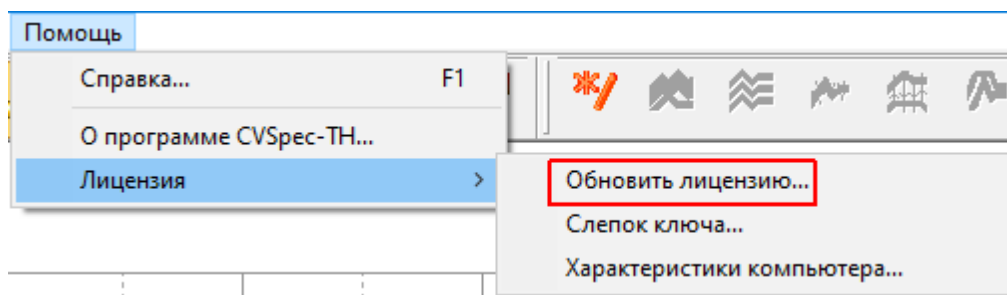 Помощь
Справка... F1
О программе CVSpec-TH...
Лицензия
Обновить лицензию...
Слепок ключа...
Характеристики компьютера...